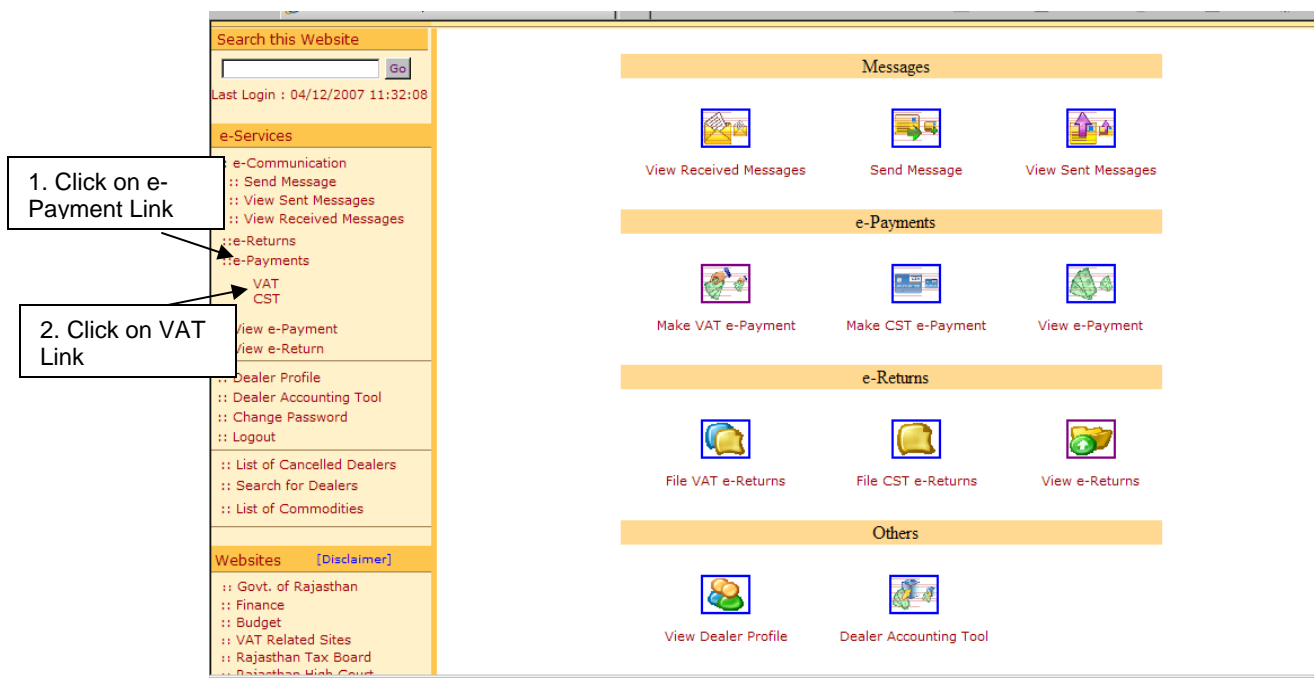 Search this Website
Go
Last Login : 04/12/2007 11:32:08
e-Services
: e-Communication
:: Send Message
:: View Sent Messages
:: View Received Messages
::e-Returns
::e-Payments
VAT
CST
View e-Payment
View e-Return
:: Dealer Profile
:: Dealer Accounting Tool
:: Change Password
:: Logout
:: List of Cancelled Dealers
:: Search for Dealers
:: List of Commodities
Websites [Disclaimer]
:: Govt. of Rajasthan
:: Finance
:: Budget
:: VAT Related Sites
:: Rajasthan Tax Board
:: Rajasthan High Court
1. Click on e-
Payment Link
2. Click on VAT
Link
Messages
View Received Messages Send Message View Sent Messages
e-Payments
Make VAT e-Payment Make CST e-Payment View e-Payment
e-Returns
File VAT e-Returns File CST e-Returns View e-Returns
Others
View Dealer Profile Dealer Accounting Tool